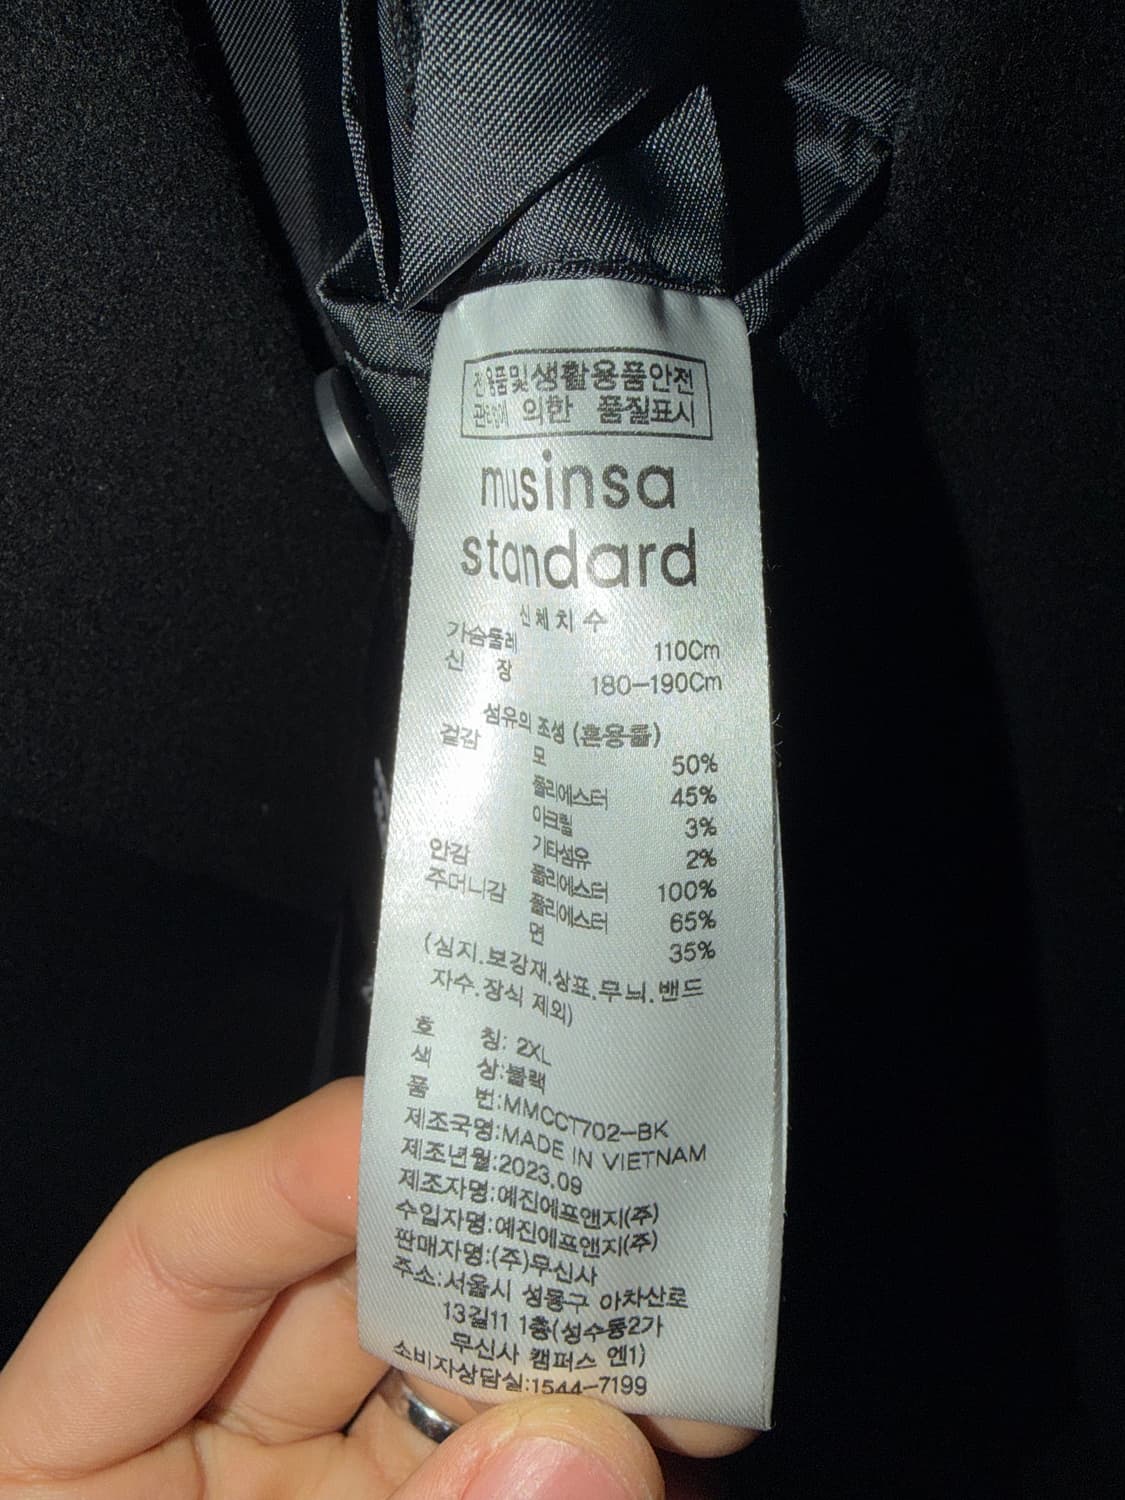 전기용품및생활용품안전
관리법에 의한 품질표시
musinsa
standard
신체치수
가슴둘레 110Cm
신 장 180-190Cm
섬유의 조성 (혼용률)
겉감 모 50%
폴리에스터 45%
아크릴 3%
기타섬유 2%
안감 폴리에스터 100%
주머니감 폴리에스터 65%
면 35%
(심지.보강재.상표.무늬.밴드
자수.장식 제외)
호 칭: 2XL
색 상:블랙
품 번:MMCCT702-BK
제조국명:MADE IN VIETNAM
제조년월:2023.09
제조자명:예진에프앤지(주)
수입자명:예진에프앤지(주)
판매자명:(주)무신사
주소:서울시 성동구 아차산로
13길11 1층(성수동2가
무신사 캠퍼스 엔1)
소비자상담실:1544-7199